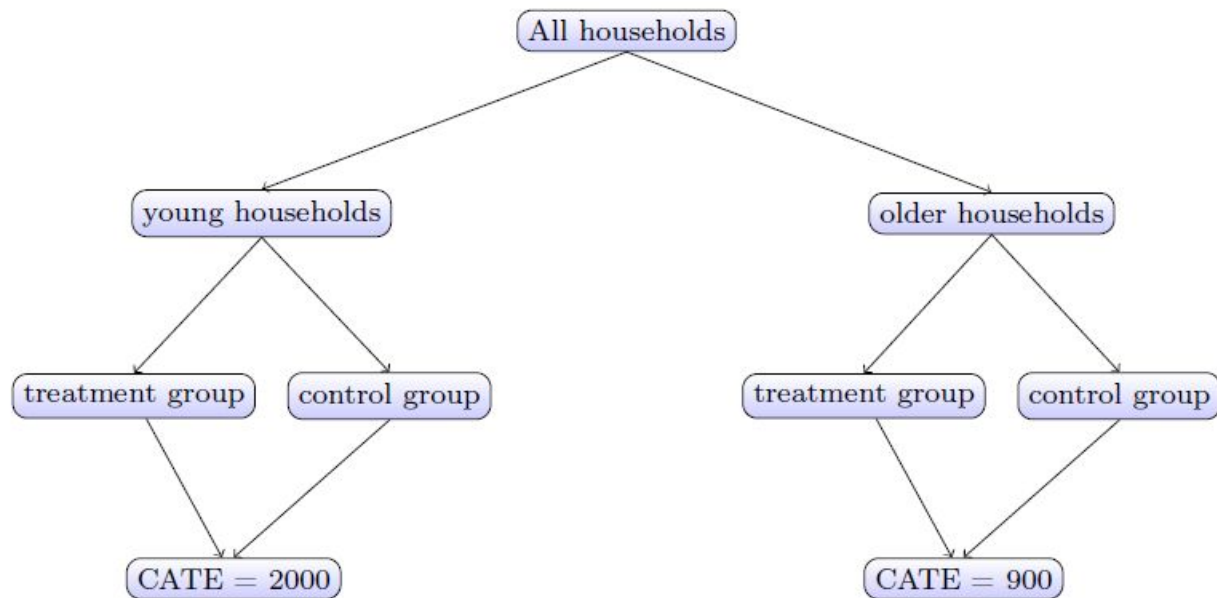 All households
young households
older households
treatment group
control group
treatment group
control group
CATE = 2000
CATE = 900